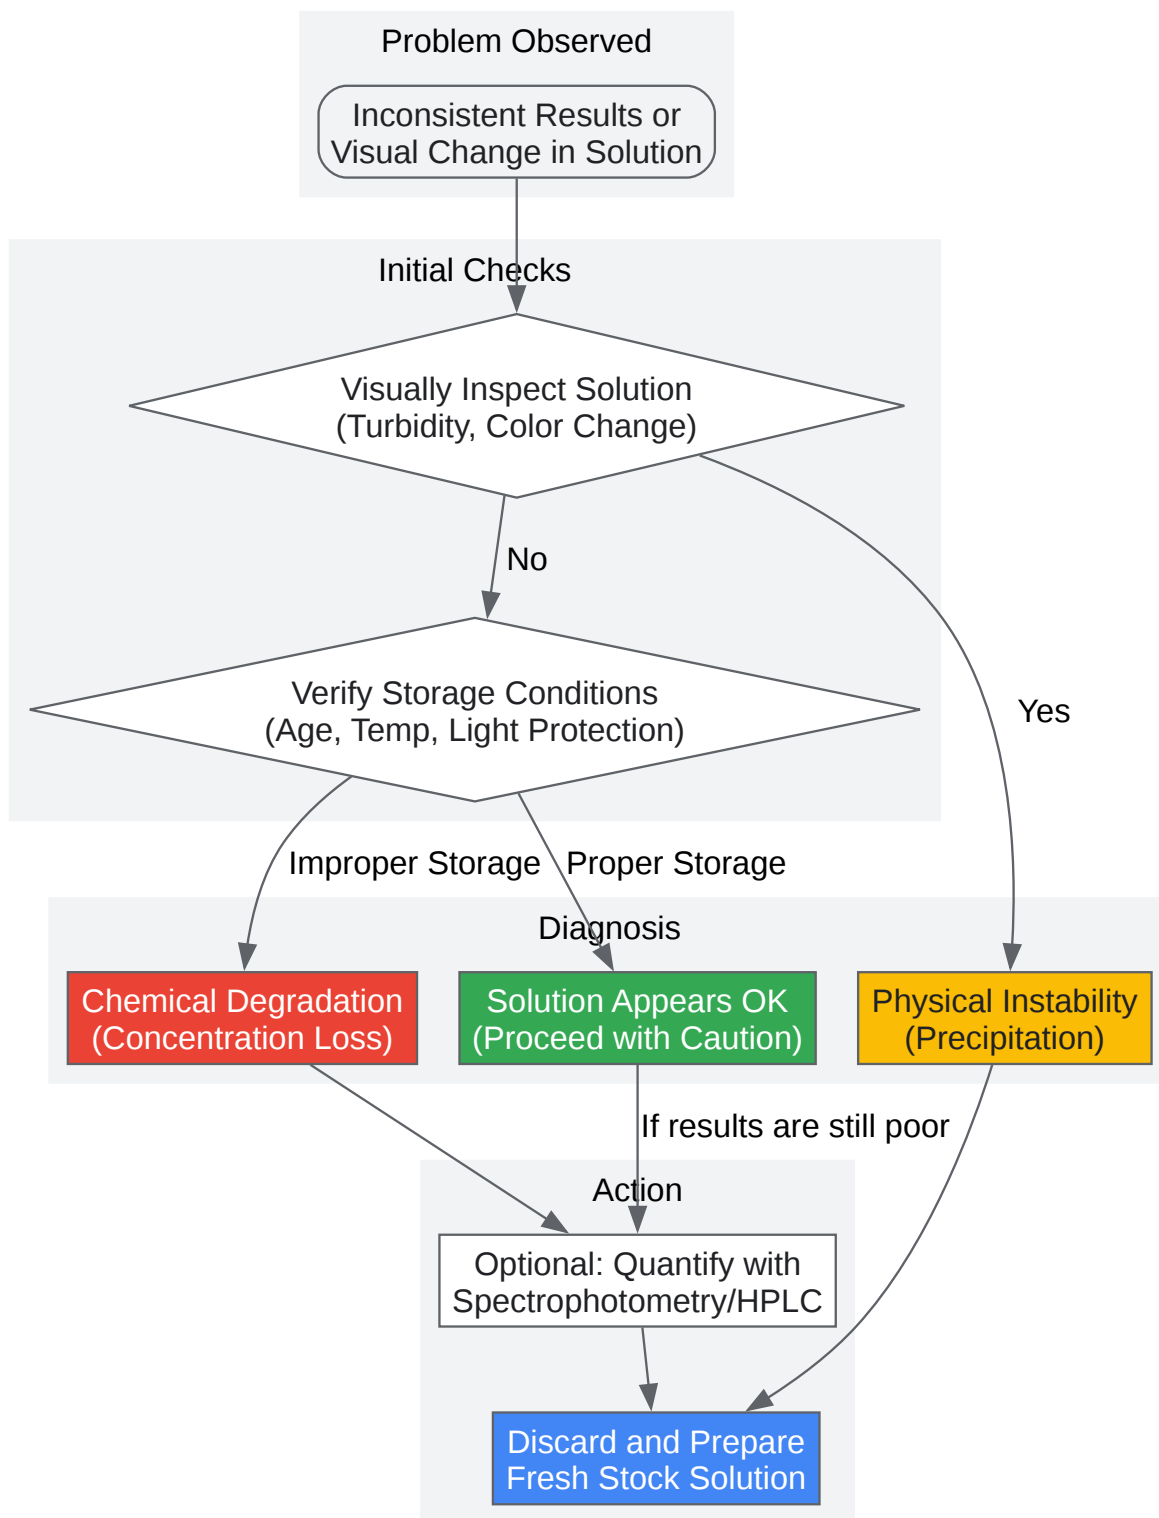 Problem Observed
Inconsistent Results or
Visual Change in Solution
Initial Checks
Visually Inspect Solution
(Turbidity, Color Change)
No
Verify Storage Conditions
(Age, Temp, Light Protection)
Yes
Improper Storage
Proper Storage
Diagnosis
Chemical Degradation
(Concentration Loss)
Solution Appears OK
(Proceed with Caution)
Physical Instability
(Precipitation)
If results are still poor
Action
Optional: Quantify with
Spectrophotometry/HPLC
Discard and Prepare
Fresh Stock Solution